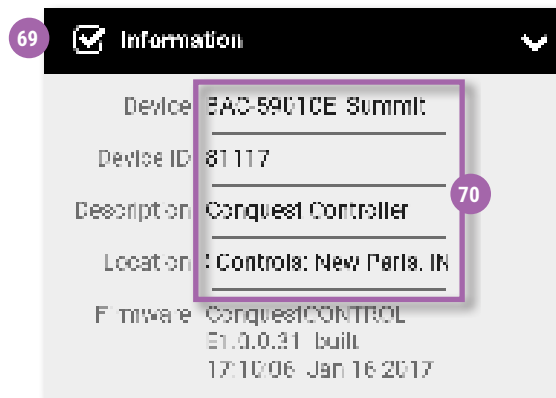 69 Information
Device BAC-5901CE Summit
Device ID 81117
Description Conquest Controller
70
Location Controls: New Paris, IN
Firmware ConquestCONTROL
E1.0.0.31 built
17:10:06 Jan 16 2017